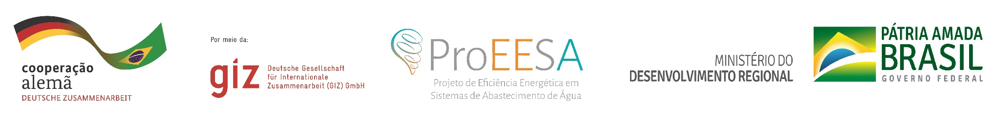 cooperação
alemã
DEUTSCHE ZUSAMMENARBEIT
Por meio da:
giz
Deutsche Gesellschaft
für Internationale
Zusammenarbeit (GIZ) GmbH
ProEESA
Projeto de Eficiência Energética em
Sistemas de Abastecimento de Água
MINISTÉRIO DO
DESENVOLVIMENTO REGIONAL
PÁTRIA AMADA
BRASIL
GOVERNO FEDERAL